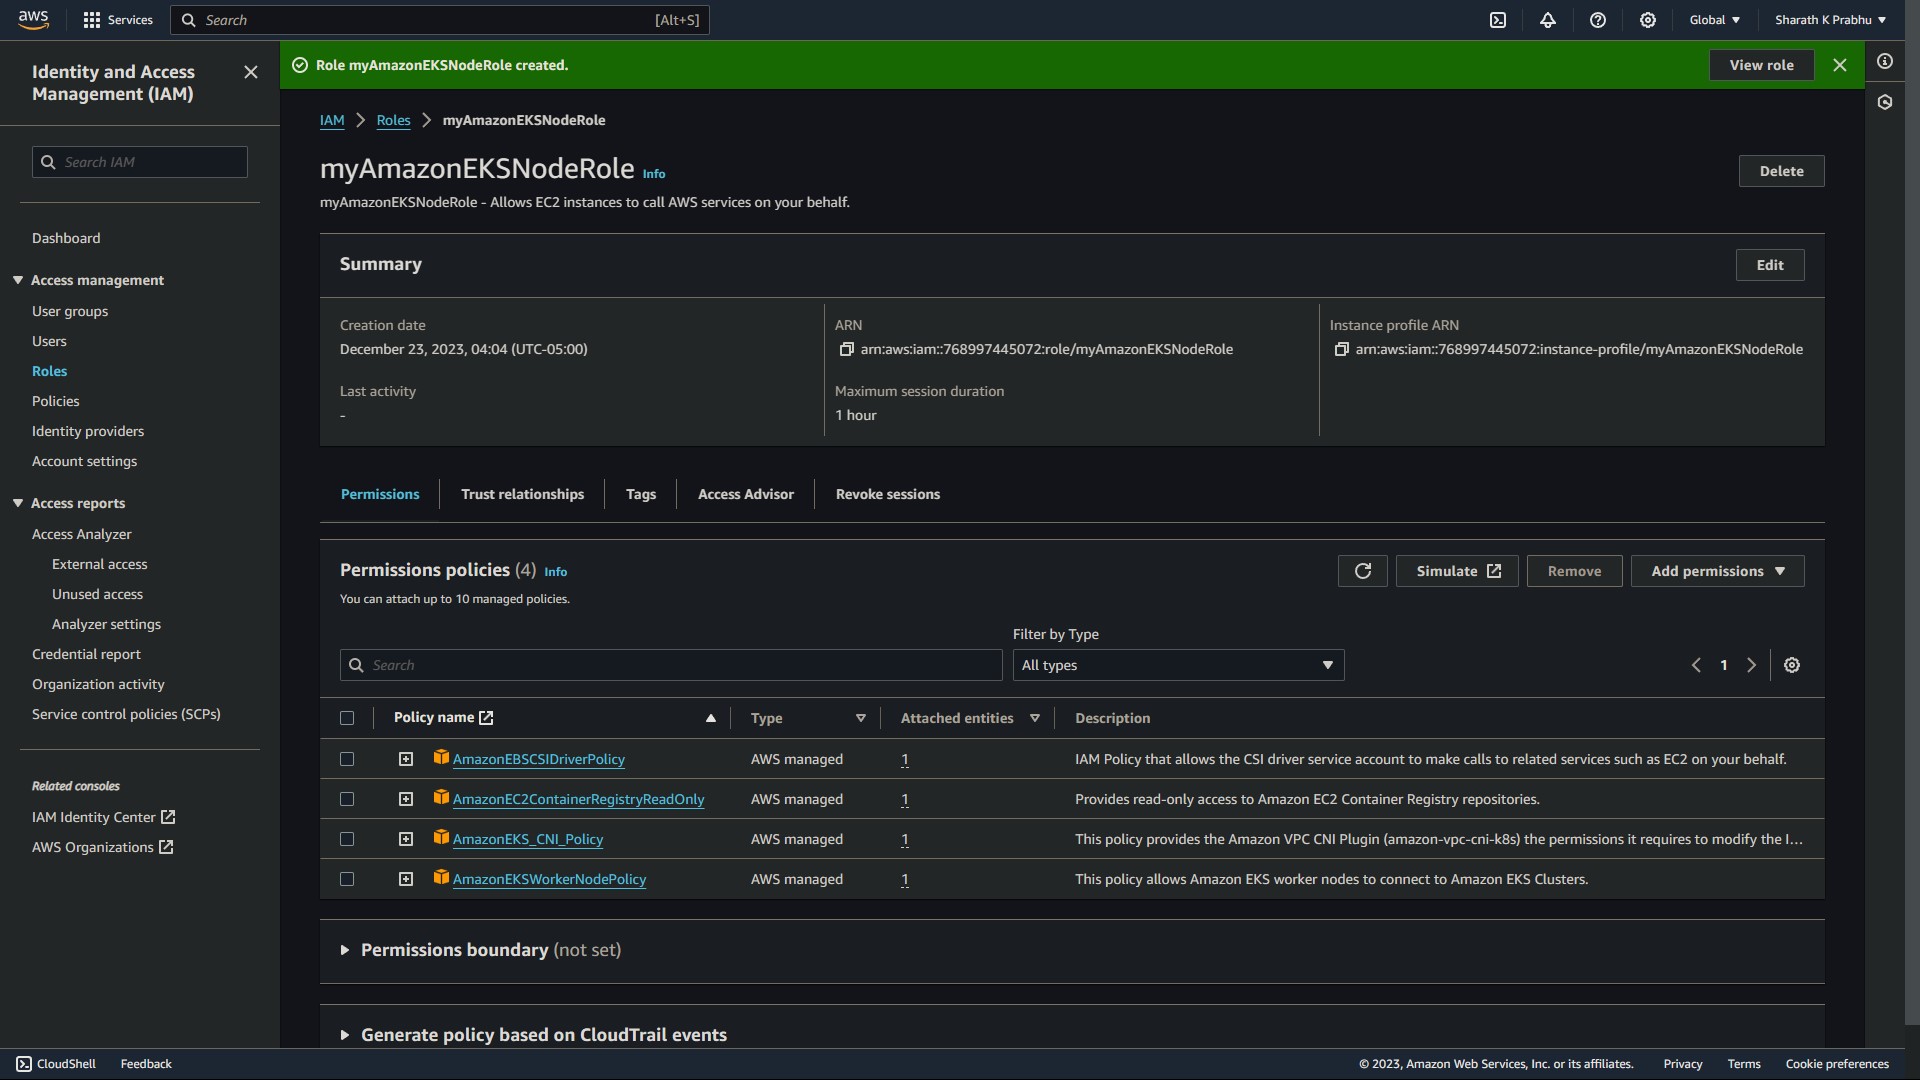 aws Services Search [Alt+S] Global Sharath K Prabhu
Identity and Access
Management (IAM)
Search IAM
Dashboard
Access management
User groups
Users
Roles
Policies
Identity providers
Account settings
Access reports
Access Analyzer
External access
Unused access
Analyzer settings
Credential report
Organization activity
Service control policies (SCPs)
Related consoles
IAM Identity Center
AWS Organizations
Role myAmazonEKSNodeRole created. View role
IAM Roles myAmazonEKSNodeRole
myAmazonEKSNodeRole Info Delete
myAmazonEKSNodeRole - Allows EC2 instances to call AWS services on your behalf.
Summary Edit
Creation date ARN Instance profile ARN
December 23, 2023, 04:04 (UTC-05:00) arn:aws:iam::768997445072:role/myAmazonEKSNodeRole arn:aws:iam::768997445072:instance-profile/myAmazonEKSNodeRole
Last activity Maximum session duration
- 1 hour
Permissions Trust relationships Tags Access Advisor Revoke sessions
Permissions policies (4) Info Simulate Remove Add permissions
You can attach up to 10 managed policies.
Filter by Type
Search All types 1
Policy name Type Attached entities Description
AmazonEBSCSIDriverPolicy AWS managed 1 IAM Policy that allows the CSI driver service account to make calls to related services such as EC2 on your behalf.
AmazonEC2ContainerRegistryReadOnly AWS managed 1 Provides read-only access to Amazon EC2 Container Registry repositories.
AmazonEKS_CNI_Policy AWS managed 1 This policy provides the Amazon VPC CNI Plugin (amazon-vpc-cni-k8s) the permissions it requires to modify the I...
AmazonEKSWorkerNodePolicy AWS managed 1 This policy allows Amazon EKS worker nodes to connect to Amazon EKS Clusters.
Permissions boundary (not set)
Generate policy based on CloudTrail events
CloudShell Feedback © 2023, Amazon Web Services, Inc. or its affiliates. Privacy Terms Cookie preferences